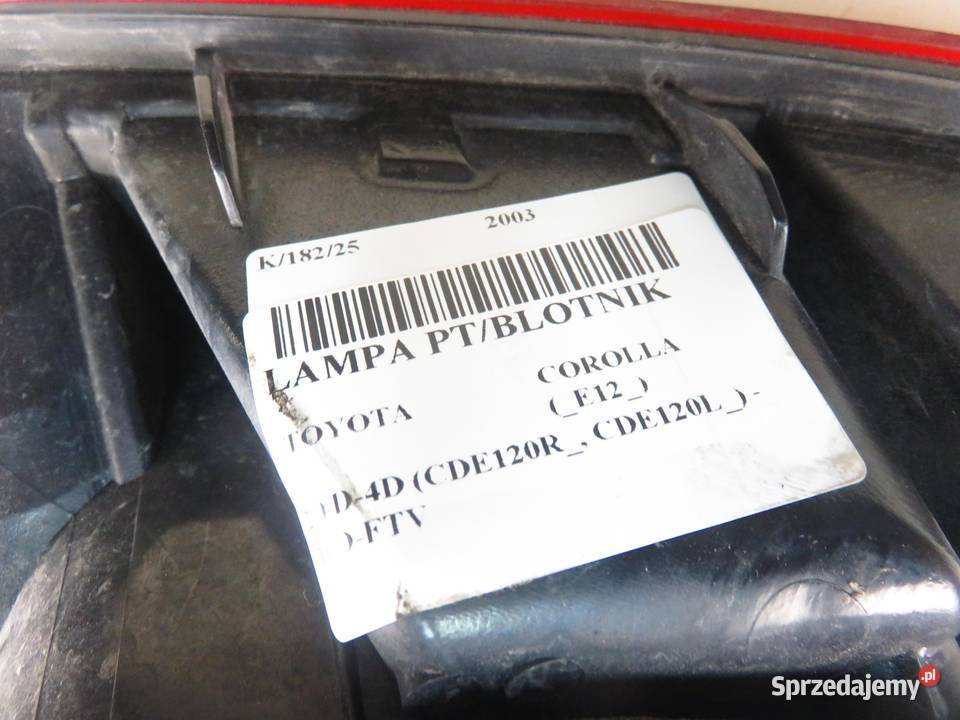 K/182/25 2003
LAMPA PT/BLOTNIK
TOYOTA COROLLA
(_E12_)
D-4D (CDE120R_, CDE120L_) -
)-FTV
Sprzedajemy.pl